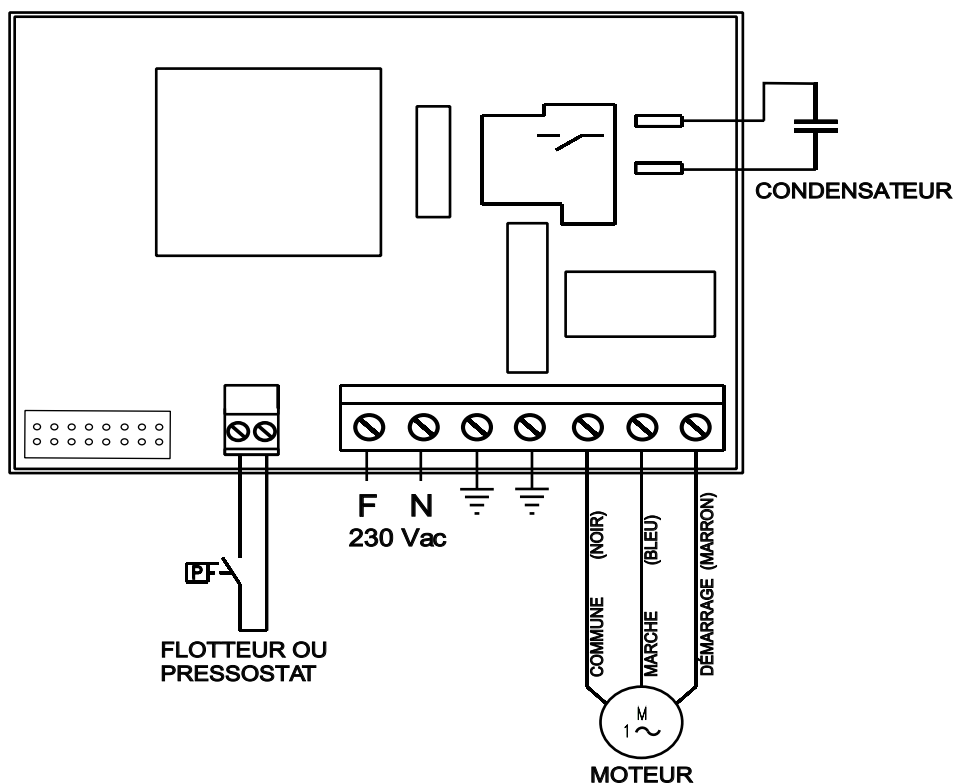 CONDENSATEUR
F N
230 Vac
P
FLOTTEUR OU
PRESSOSTAT
COMMUNE (NOIR)
MARCHE (BLEU)
DÉMARRAGE (MARRON)
M
1~
MOTEUR